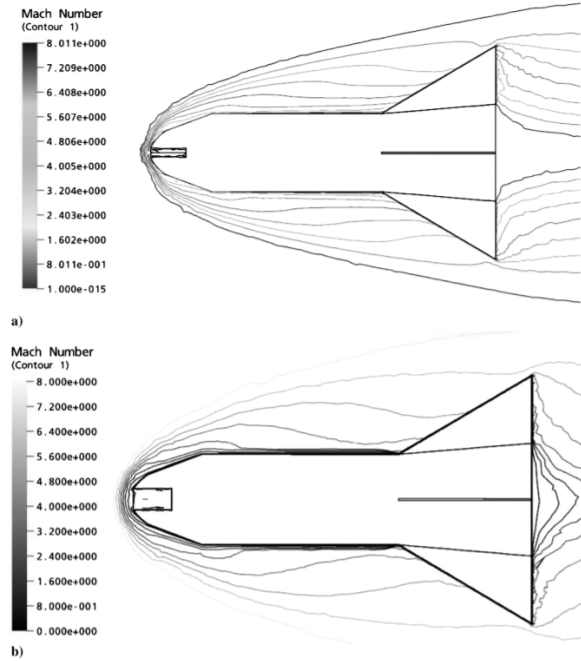 Mach Number
(Contour 1)
8.011e+000
7.209e+000
6.408e+000
5.607e+000
4.806e+000
4.005e+000
3.204e+000
2.403e+000
1.602e+000
8.011e-001
1.000e-015
a)
Mach Number
(Contour 1)
8.000e+000
7.200e+000
6.400e+000
5.600e+000
4.800e+000
4.000e+000
3.200e+000
2.400e+000
1.600e+000
8.000e-001
0.000e+000
b)